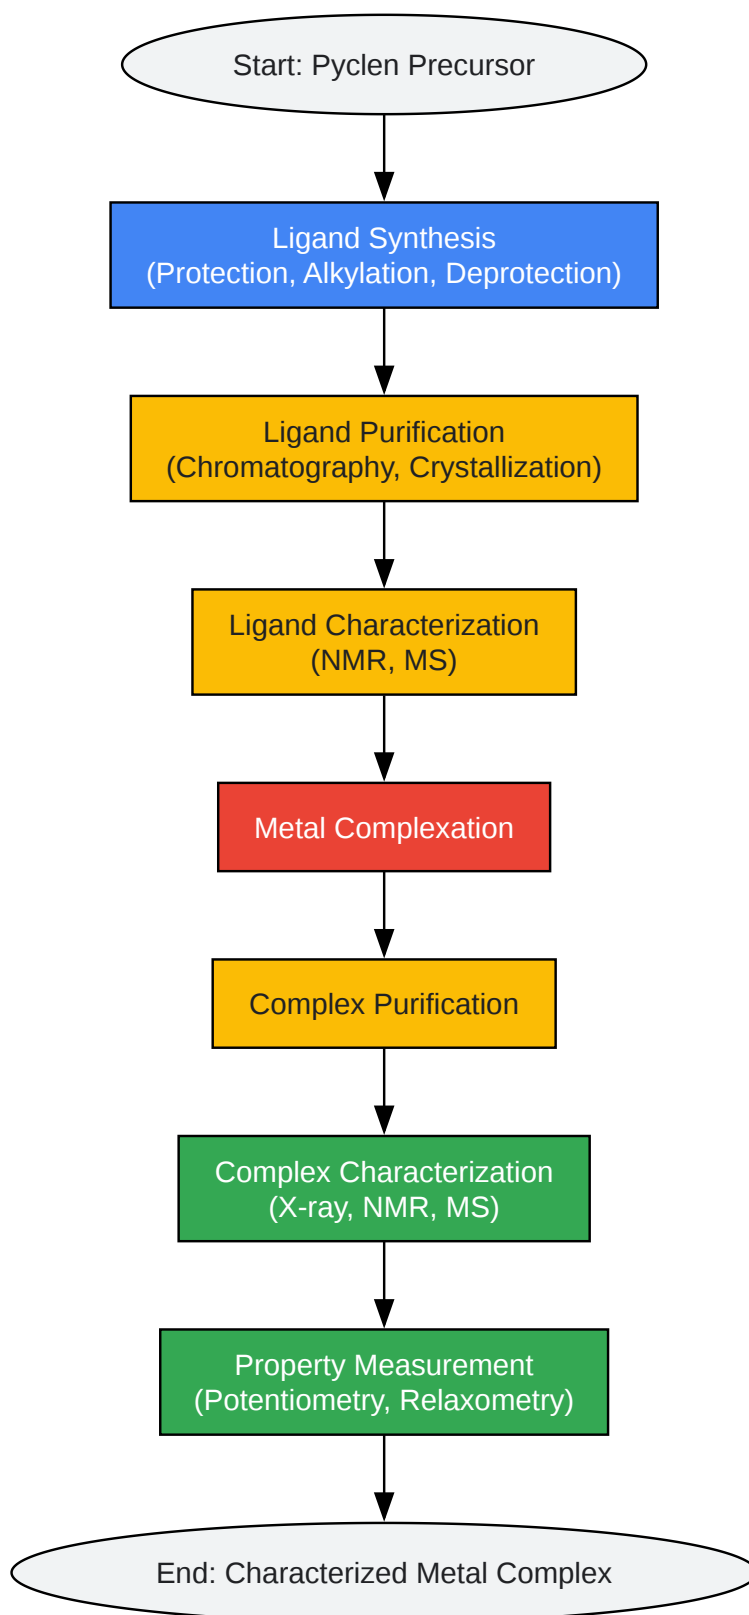 Start: Pyclen Precursor
Ligand Synthesis
(Protection, Alkylation, Deprotection)
Ligand Purification
(Chromatography, Crystallization)
Ligand Characterization
(NMR, MS)
Metal Complexation
Complex Purification
Complex Characterization
(X-ray, NMR, MS)
Property Measurement
(Potentiometry, Relaxometry)
End: Characterized Metal Complex